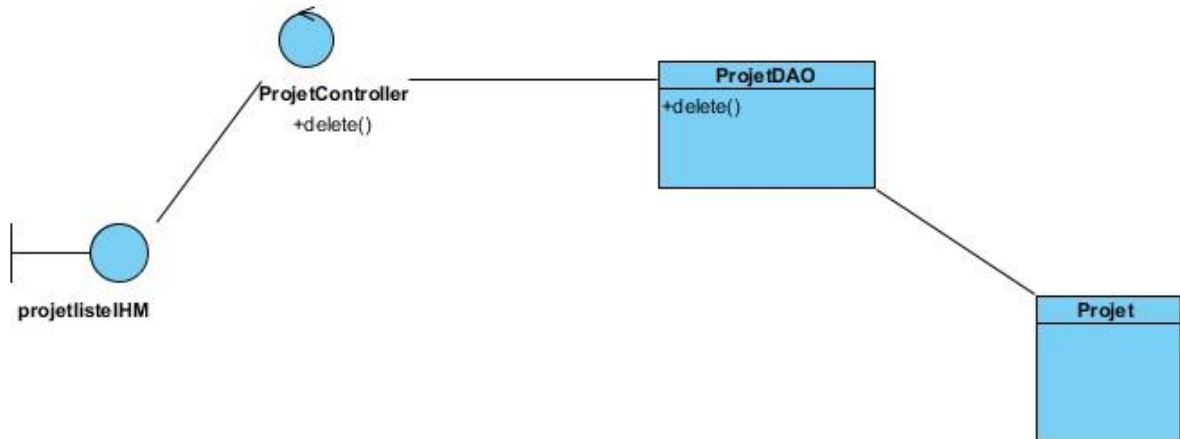 ProjetController
+delete()
ProjetDAO
+delete()
projetlisteIHM
Projet